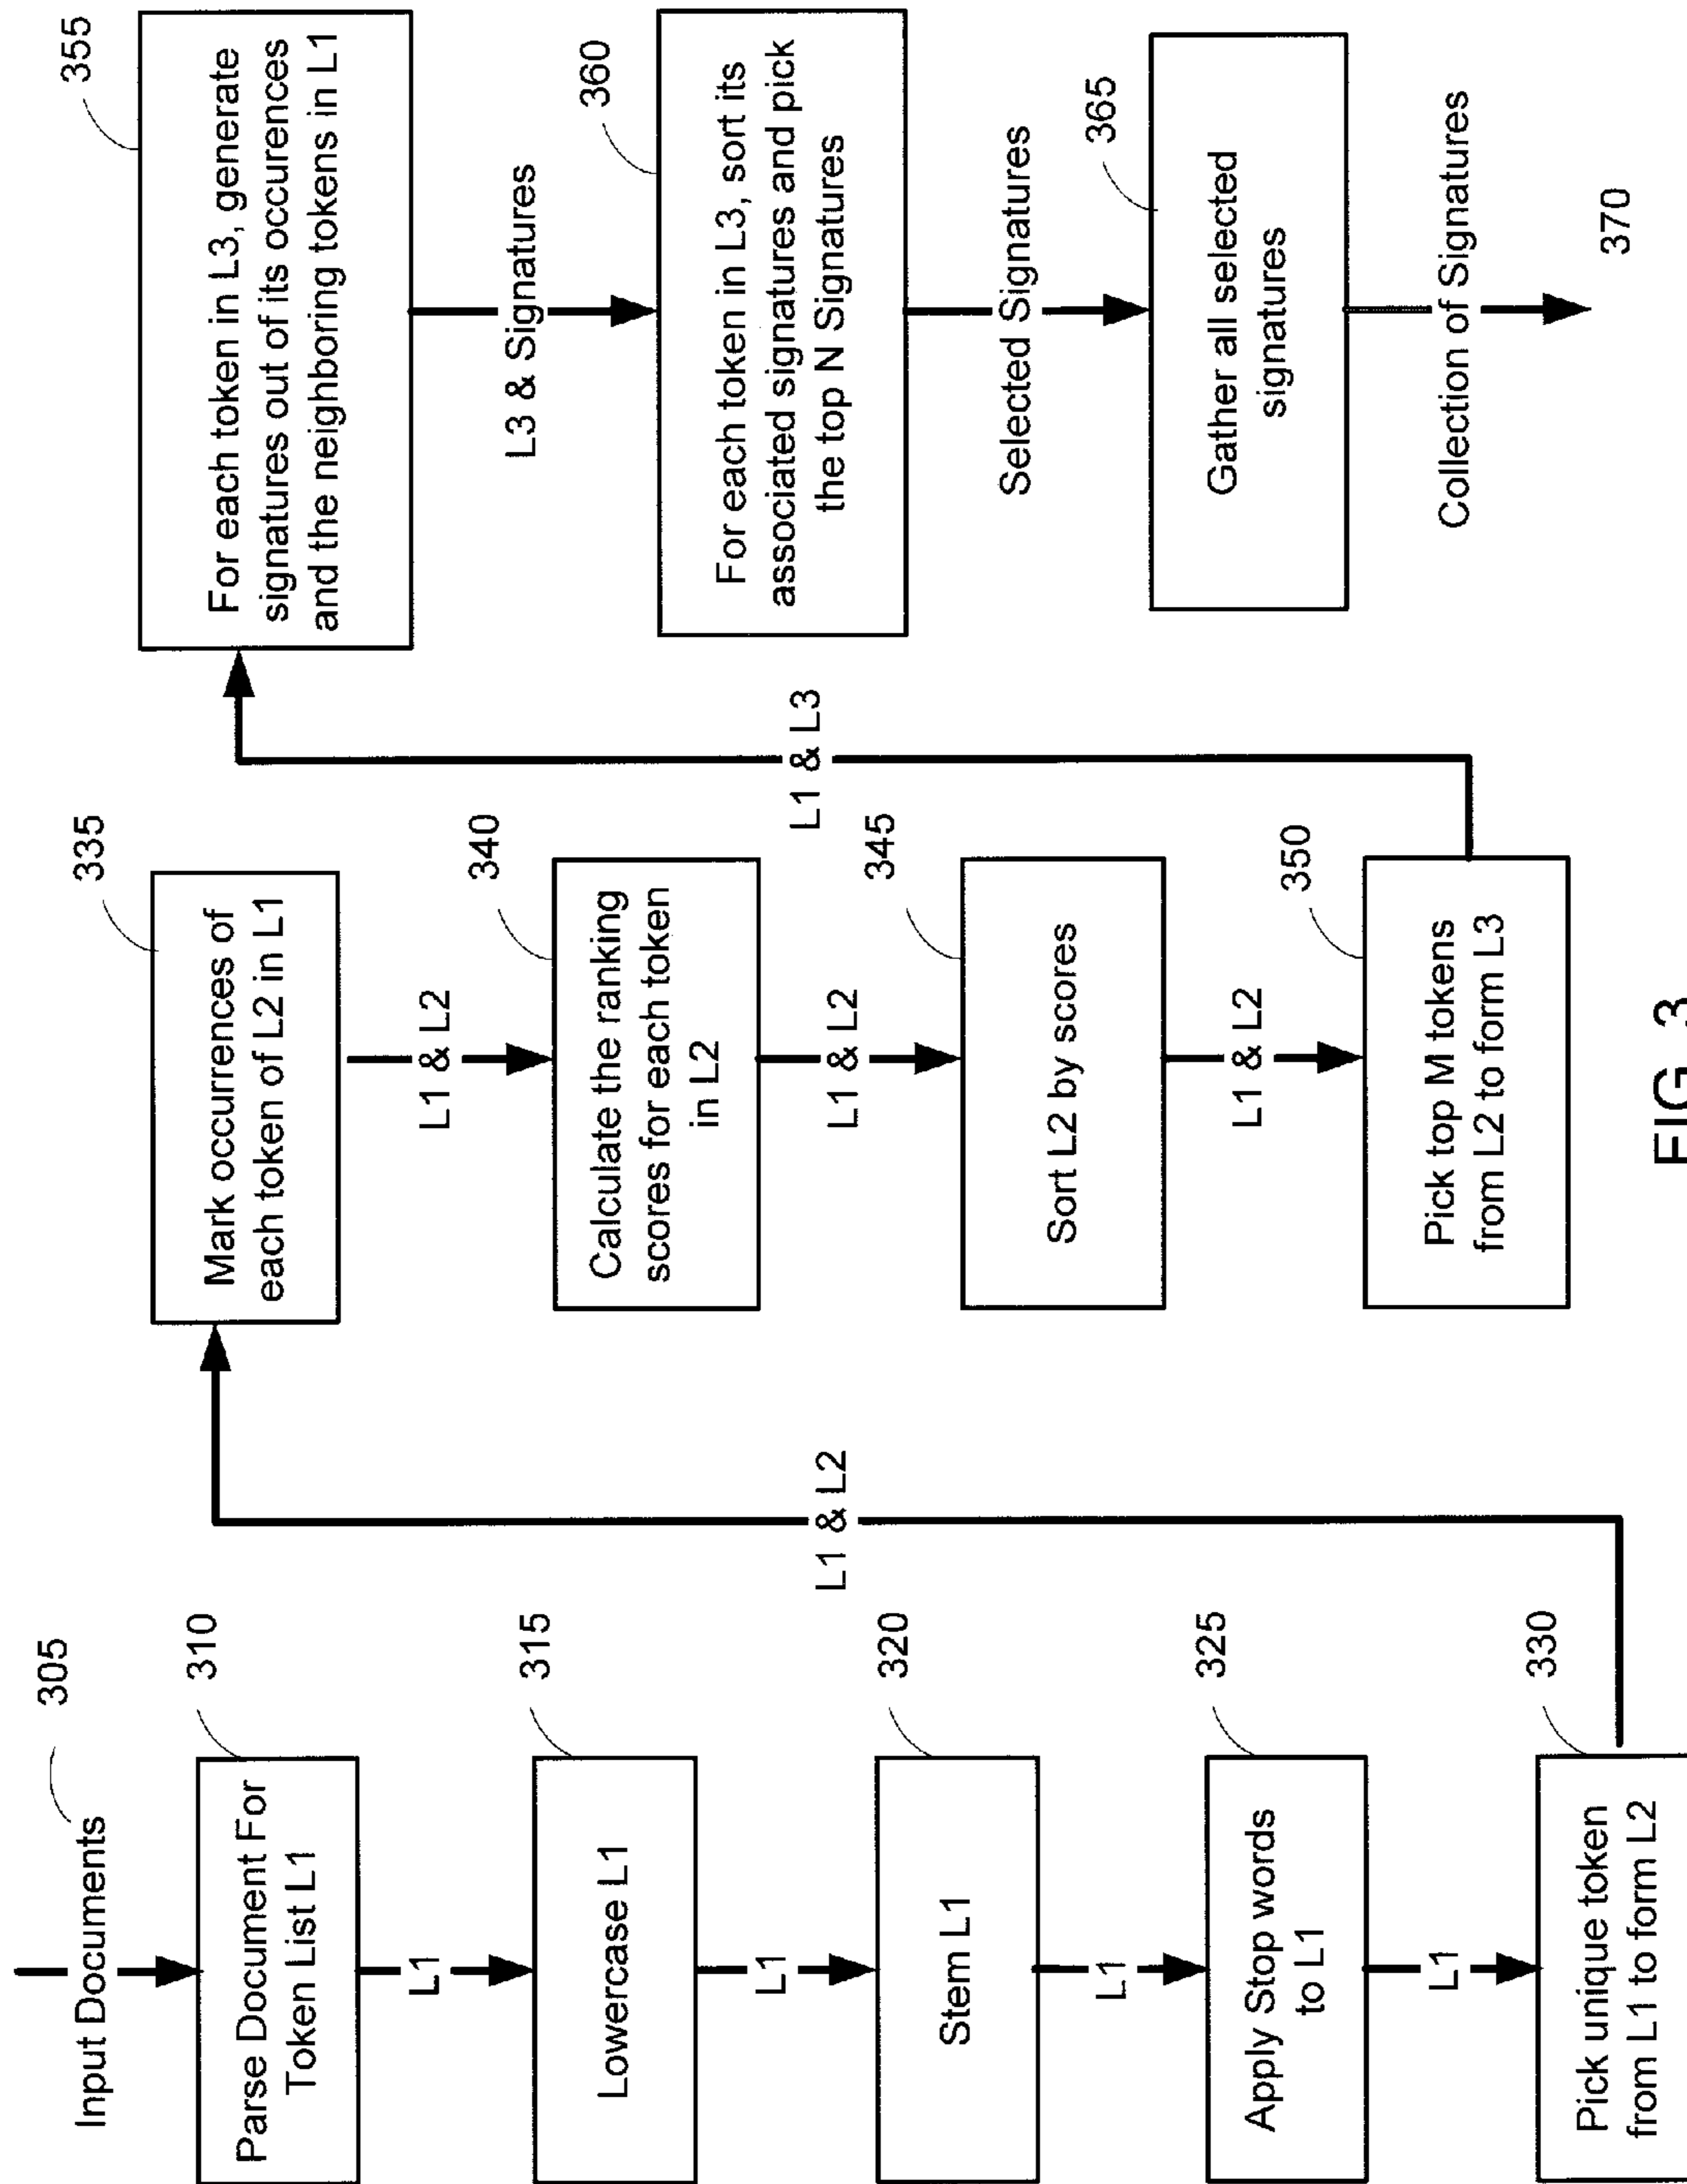 305
Input Documents
310
Parse Document For
Token List L1
L1
315
Lowercase L1
L1
320
Stem L1
L1
325
Apply Stop words
to L1
L1
330
Pick unique token
from L1 to form L2
L1 & L2
335
Mark occurrences of
each token of L2 in L1
L1 & L2
340
Calculate the ranking
scores for each token
in L2
L1 & L2
345
Sort L2 by scores
L1 & L2
350
Pick top M tokens
from L2 to form L3
L1 & L3
355
For each token in L3, generate
signatures out of its occurences
and the neighboring tokens in L1
L3 & Signatures
360
For each token in L3, sort its
associated signatures and pick
the top N Signatures
Selected Signatures
365
Gather all selected
signatures
Collection of Signatures
370
FIG. 3